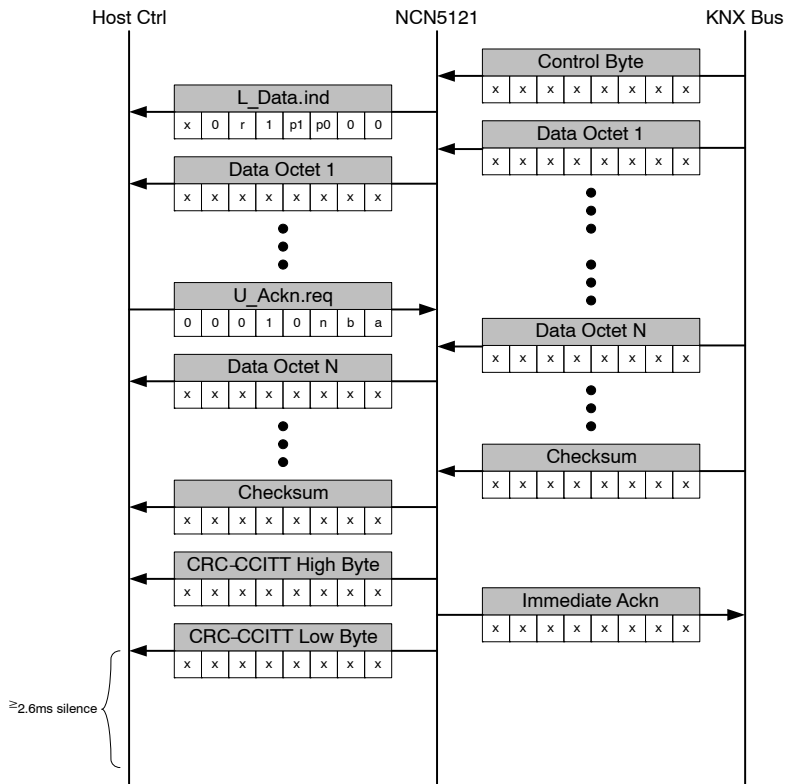 Host Ctrl NCN5121 KNX Bus
Control Byte
x x x x x x x x
L_Data.ind
x 0 r 1 p1 p0 0 0
Data Octet 1
x x x x x x x x
Data Octet 1
x x x x x x x x
U_Ackn.req
0 0 0 1 0 n b a
Data Octet N
x x x x x x x x
Data Octet N
x x x x x x x x
Checksum
x x x x x x x x
Checksum
x x x x x x x x
CRC-CCITT High Byte
x x x x x x x x
Immediate Ackn
x x x x x x x x
CRC-CCITT Low Byte
x x x x x x x x
≥2.6ms silence